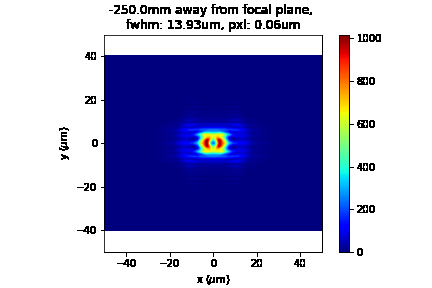 -250.0mm away from focal plane,
fwhm: 13.93um, pxl: 0.06um
y (μm)
40
20
0
−20
−40
−40 −20 0 20 40
x (μm)
1000
800
600
400
200
0